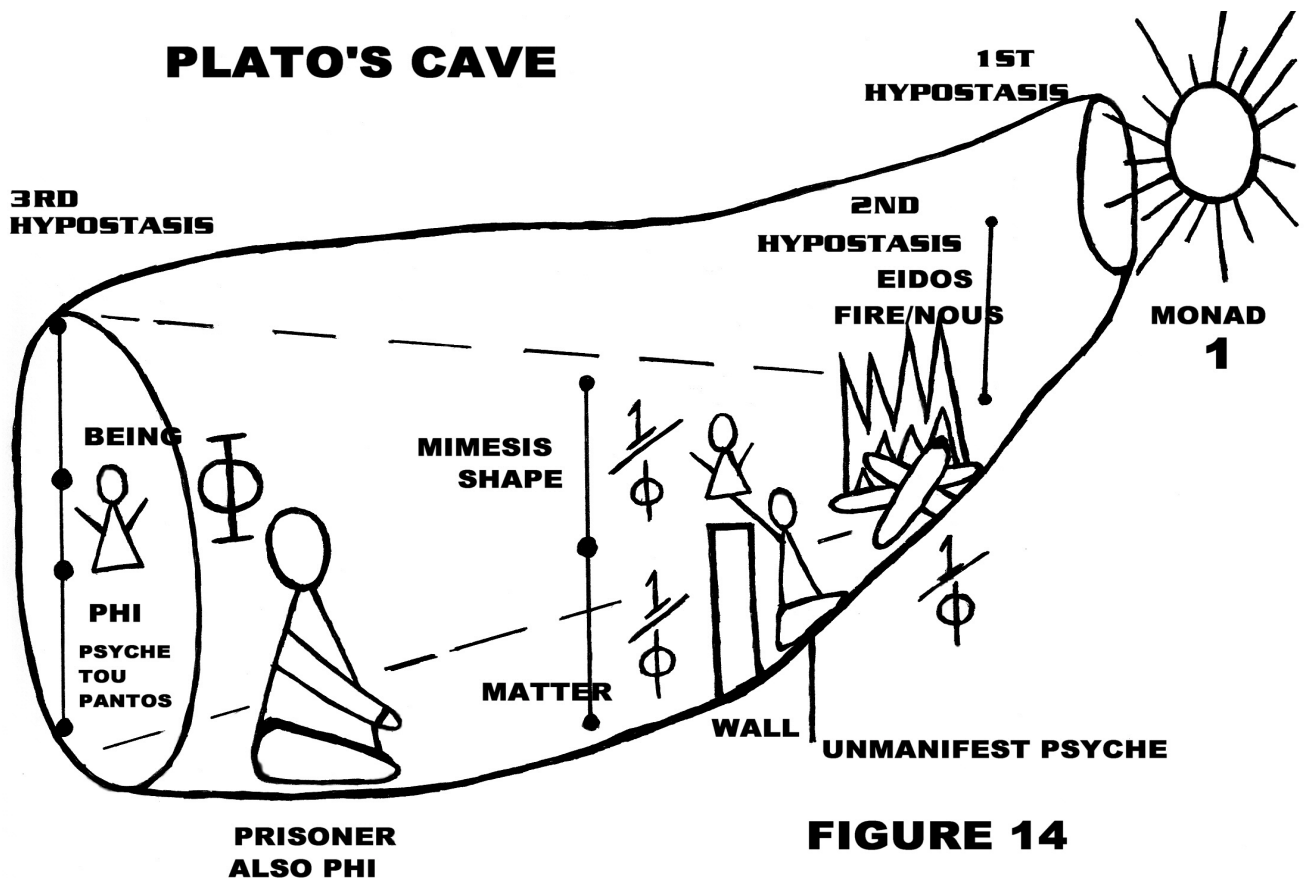 PLATO'S CAVE
1ST
HYPOSTASIS
3RD
HYPOSTASIS
2ND
HYPOSTASIS
EIDOS
FIRE/NOUS
MONAD
1
BEING
Φ
MIMESIS
SHAPE
1/ϕ
PHI
PSYCHE
TOU
PANTOS
1/ϕ
1/ϕ
MATTER
WALL
UNMANIFEST PSYCHE
PRISONER
ALSO PHI
FIGURE 14